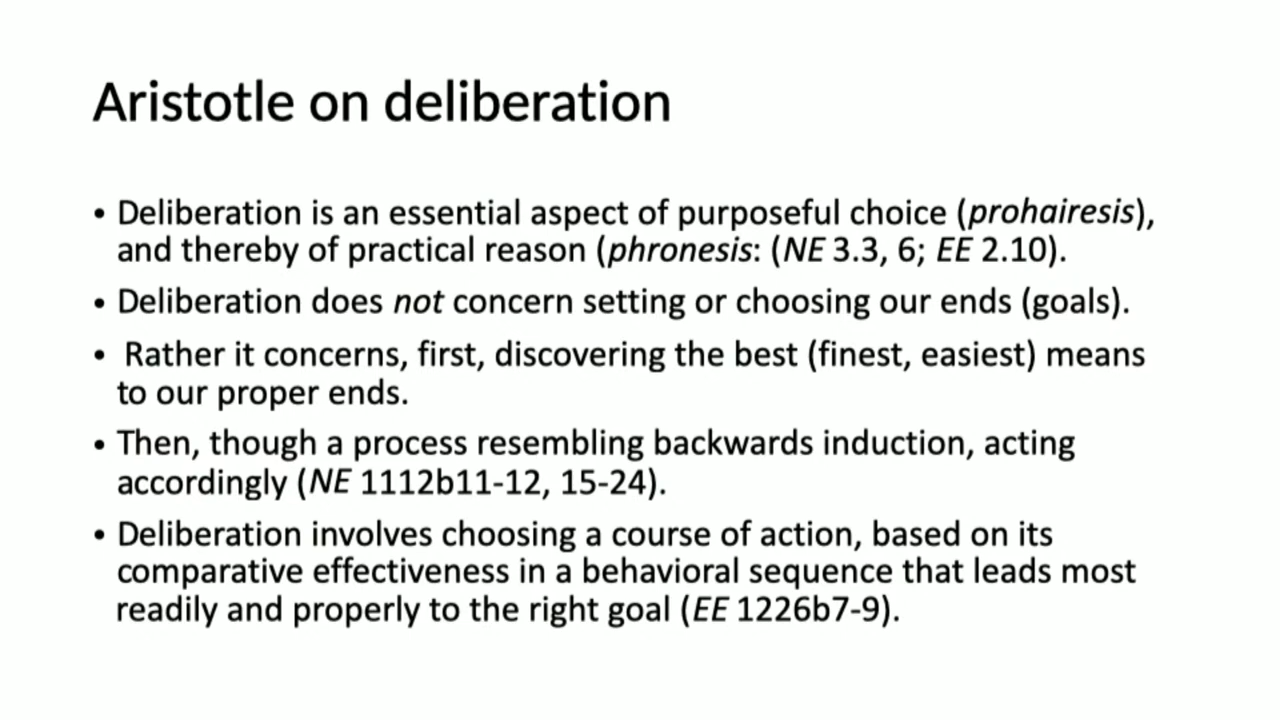 Aristotle on deliberation
• Deliberation is an essential aspect of purposeful choice (prohairesis),
and thereby of practical reason (phronesis: (NE 3.3, 6; EE 2.10).
• Deliberation does not concern setting or choosing our ends (goals).
• Rather it concerns, first, discovering the best (finest, easiest) means
to our proper ends.
• Then, though a process resembling backwards induction, acting
accordingly (NE 1112b11-12, 15-24).
• Deliberation involves choosing a course of action, based on its
comparative effectiveness in a behavioral sequence that leads most
readily and properly to the right goal (EE 1226b7-9).